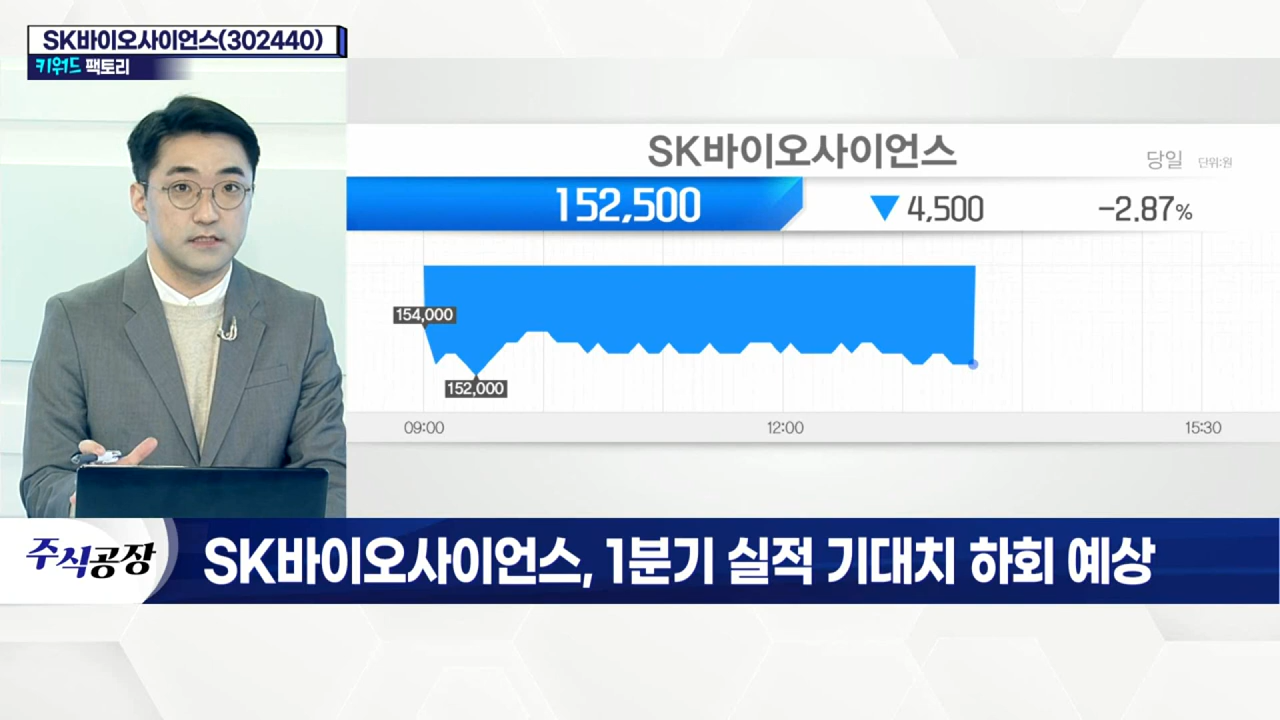 SK바이오사이언스(302440)
키워드 팩토리
SK바이오사이언스
당일 단위:원
152,500 ▼ 4,500 -2.87%
154,000
152,000
09:00 12:00 15:30
주식공장
SK바이오사이언스, 1분기 실적 기대치 하회 예상